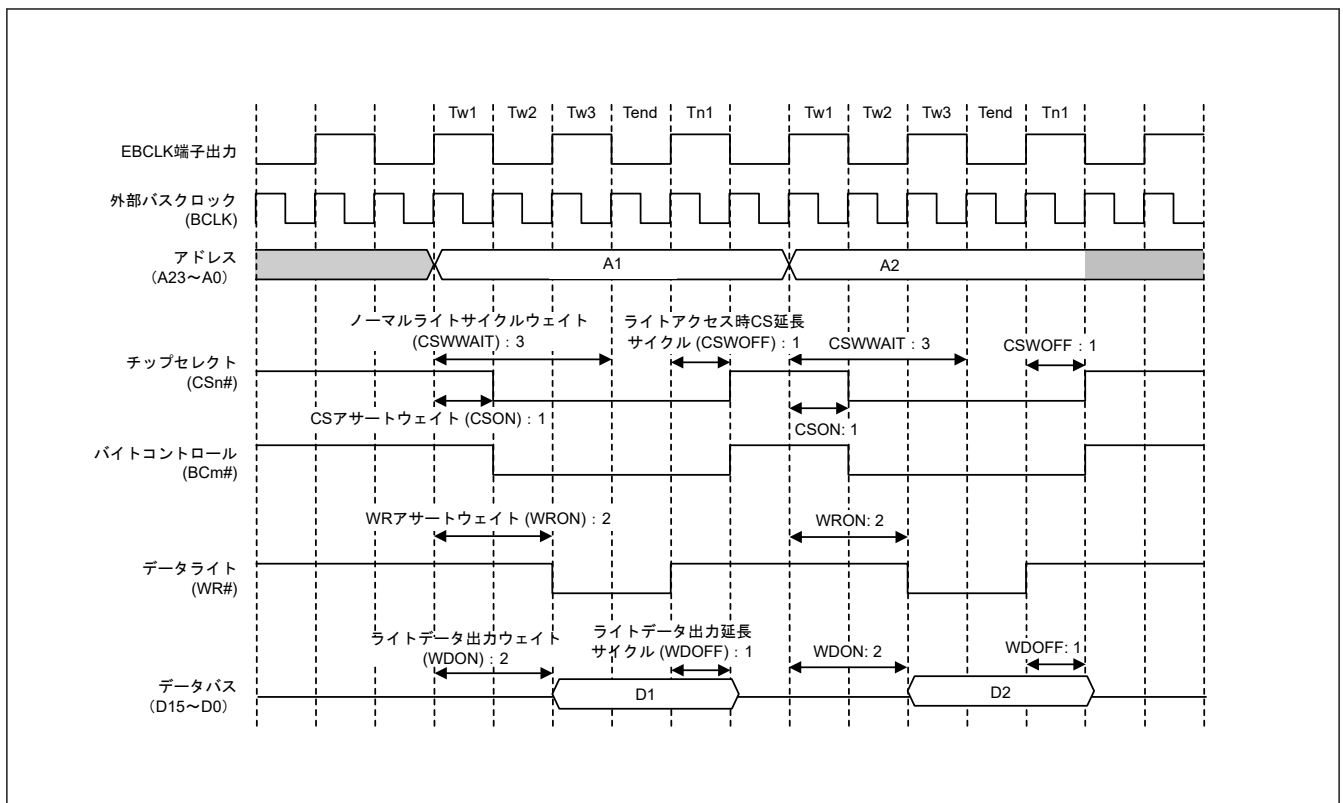 Tw1 Tw2 Tw3 Tend Tn1 Tw1 Tw2 Tw3 Tend Tn1
EBCLK端子出力
外部バスクロック
(BCLK)
アドレス
（A23～A0）
A1
A2
ノーマルライトサイクルウェイト
(CSWWAIT)：3
ライトアクセス時CS延長
サイクル (CSWOFF)：1
CSWWAIT：3
CSWOFF：1
チップセレクト
(CSn#)
CSアサートウェイト (CSON)：1
CSON: 1
バイトコントロール
(BCm#)
WRアサートウェイト (WRON)：2
WRON: 2
データライト
(WR#)
ライトデータ出力ウェイト
(WDON)：2
ライトデータ出力延長
サイクル (WDOFF)：1
WDON: 2
WDOFF: 1
データバス
（D15～D0）
D1
D2